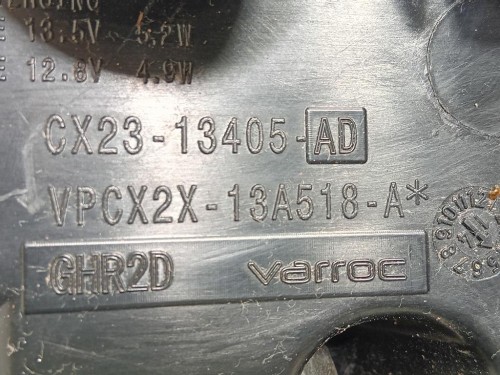 E 13.5V 5.2W
E 12.8V 4.9W
CX23-13405-AD
VPCX2X-13A518-A*
GHR2D varroc